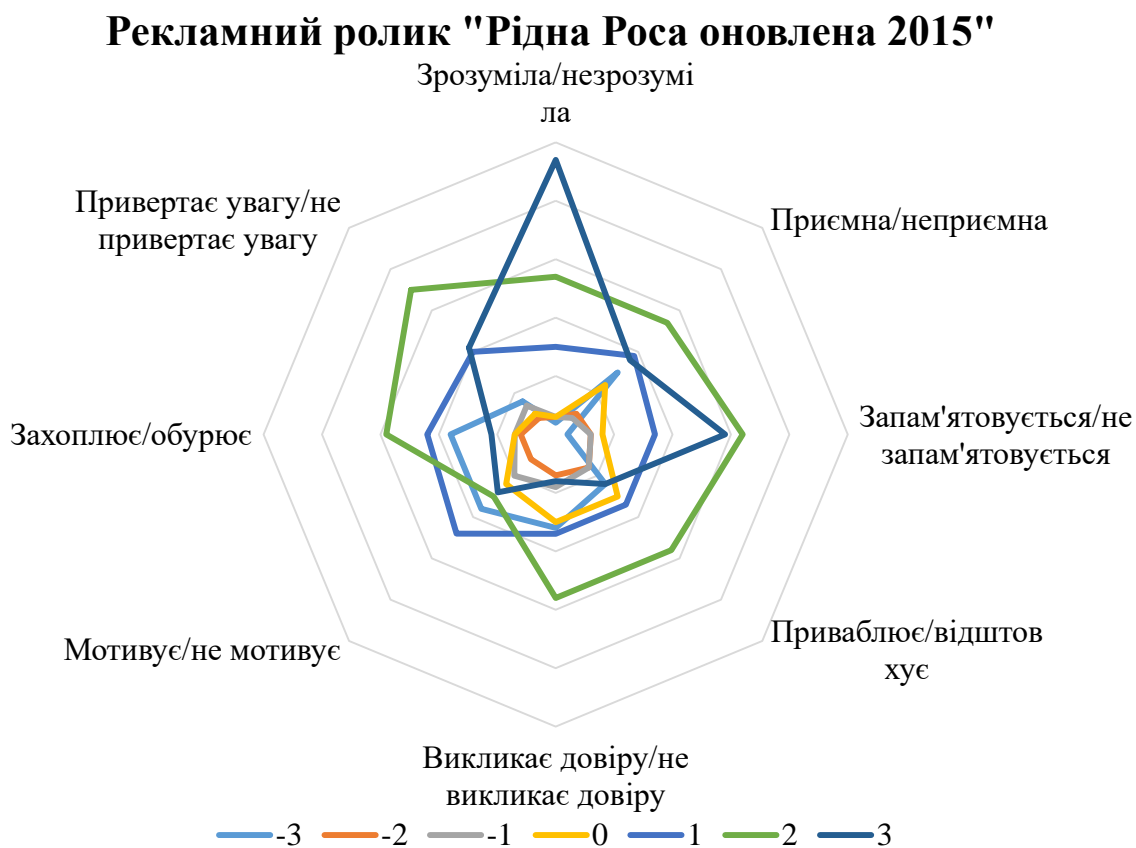 Рекламний ролик "Рідна Роса оновлена 2015"
Зрозуміла/незрозумі
ла
Привертає увагу/не
привертає увагу
Приємна/неприємна
Захоплює/обурює
Запам'ятовується/не
запам'ятовується
Мотивує/не мотивує
Приваблює/відштов
хує
Викликає довіру/не
викликає довіру
-3 -2 -1 0 1 2 3